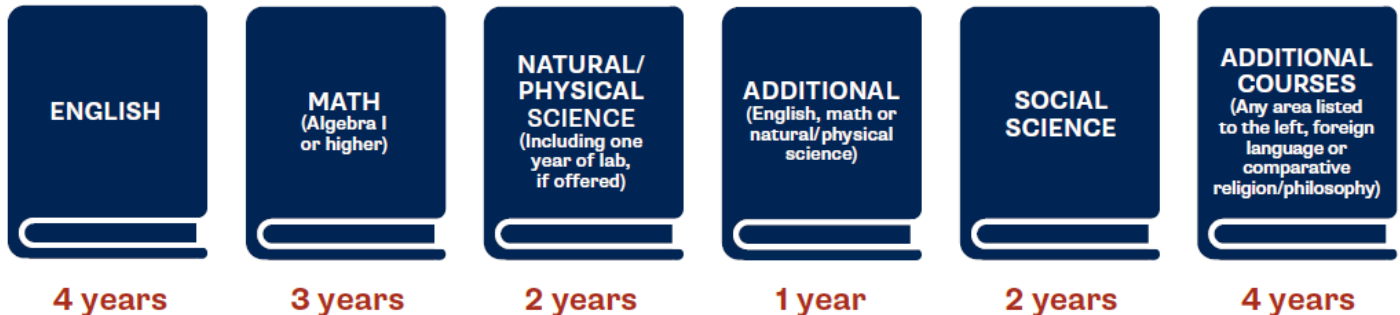 ENGLISH
4 years
MATH
(Algebra I
or higher)
3 years
NATURAL/
PHYSICAL
SCIENCE
(Including one
year of lab,
if offered)
2 years
ADDITIONAL
(English, math or
natural/physical
science)
1 year
SOCIAL
SCIENCE
2 years
ADDITIONAL
COURSES
(Any area listed
to the left, foreign
language or
comparative
religion/philosophy)
4 years